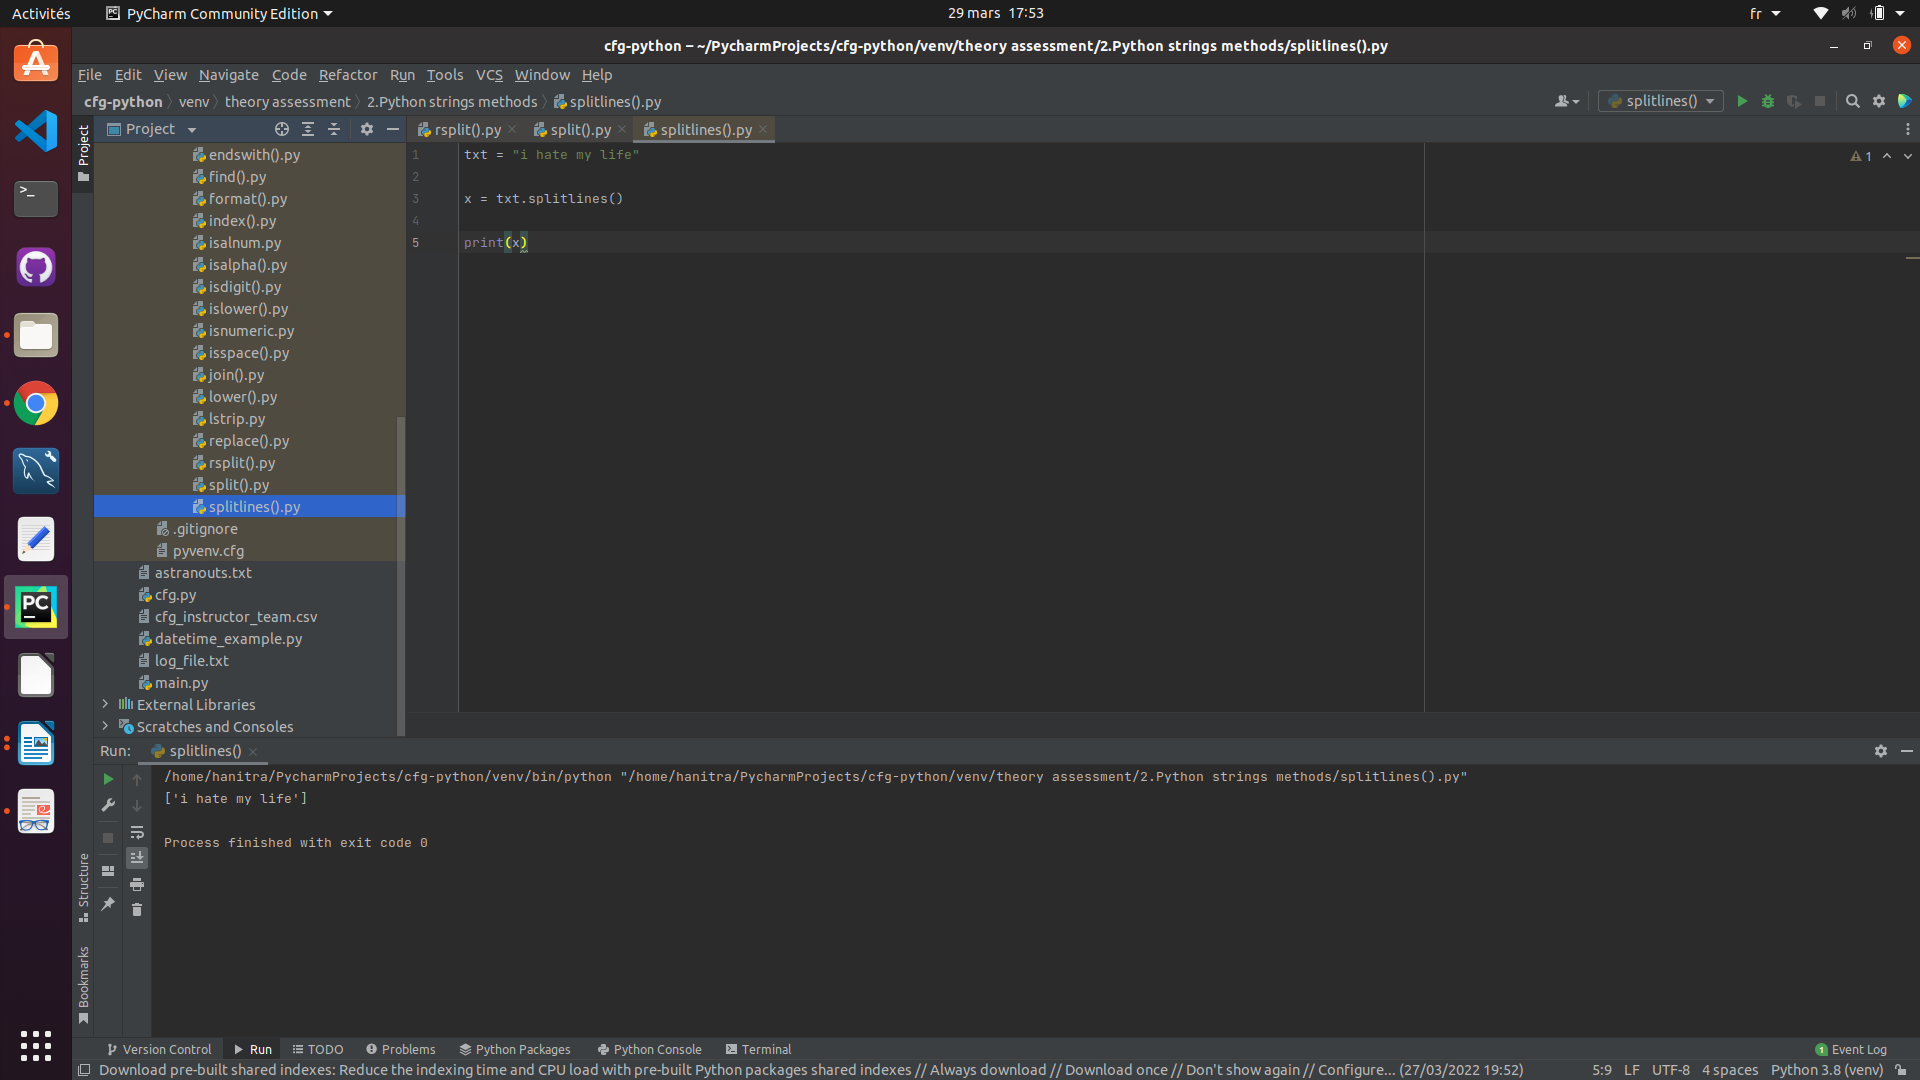 Activités PyCharm Community Edition 29 mars 17:53 fr
cfg-python – ~/PycharmProjects/cfg-python/venv/theory assessment/2.Python strings methods/splitlines().py
File Edit View Navigate Code Refactor Run Tools VCS Window Help
cfg-python venv theory assessment 2.Python strings methods splitlines().py splitlines()
Project
Project
rsplit().py split().py splitlines().py
endswith().py
find().py
format().py
index().py
isalnum.py
isalpha().py
isdigit().py
islower().py
isnumeric.py
isspace().py
join().py
lower().py
lstrip.py
replace().py
rsplit().py
split().py
splitlines().py
.gitignore
pyvenv.cfg
astranouts.txt
cfg.py
cfg_instructor_team.csv
datetime_example.py
log_file.txt
main.py
External Libraries
Scratches and Consoles
1 txt = "i hate my life"
2
3 x = txt.splitlines()
4
5 print(x)
1
Run: splitlines()
/home/hanitra/PycharmProjects/cfg-python/venv/bin/python "/home/hanitra/PycharmProjects/cfg-python/venv/theory assessment/2.Python strings methods/splitlines().py"
['i hate my life']
Process finished with exit code 0
Structure
Bookmarks
Version Control Run TODO Problems Python Packages Python Console Terminal 1 Event Log
Download pre-built shared indexes: Reduce the indexing time and CPU load with pre-built Python packages shared indexes // Always download // Download once // Don't show again // Configure... (27/03/2022 19:52) 5:9 LF UTF-8 4 spaces Python 3.8 (venv)